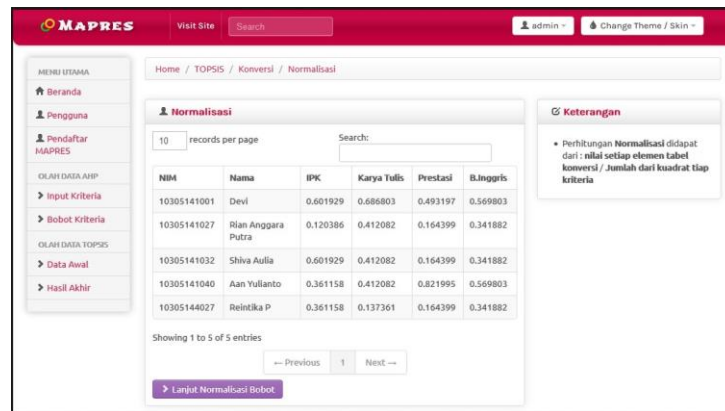 MAPRES
Visit Site
Search
admin
Change Theme / Skin
MENU UTAMA
Beranda
Pengguna
Pendaftar
MAPRES
OLAH DATA AHP
Input Kriteria
Bobot Kriteria
OLAH DATA TOPSIS
Data Awal
Hasil Akhir
Home / TOPSIS / Konversi / Normalisasi
Normalisasi
10 records per page
Search:
NIM Nama IPK Karya Tulis Prestasi B.Inggris
10305141001 Devi 0.601929 0.686803 0.493197 0.569803
10305141027 Rian Anggara 0.120386 0.412082 0.164399 0.341882
Putra
10305141032 Shiva Aulia 0.601929 0.412082 0.164399 0.341882
10305141040 Aan Yulianto 0.361158 0.412082 0.821995 0.569803
10305144027 Reintika P 0.361158 0.137361 0.164399 0.341882
Showing 1 to 5 of 5 entries
← Previous 1 Next →
Lanjut Normalisasi Bobot
Keterangan
• Perhitungan Normalisasi didapat
dari : nilai setiap elemen tabel
konversi / Jumlah dari kuadrat tiap
kriteria